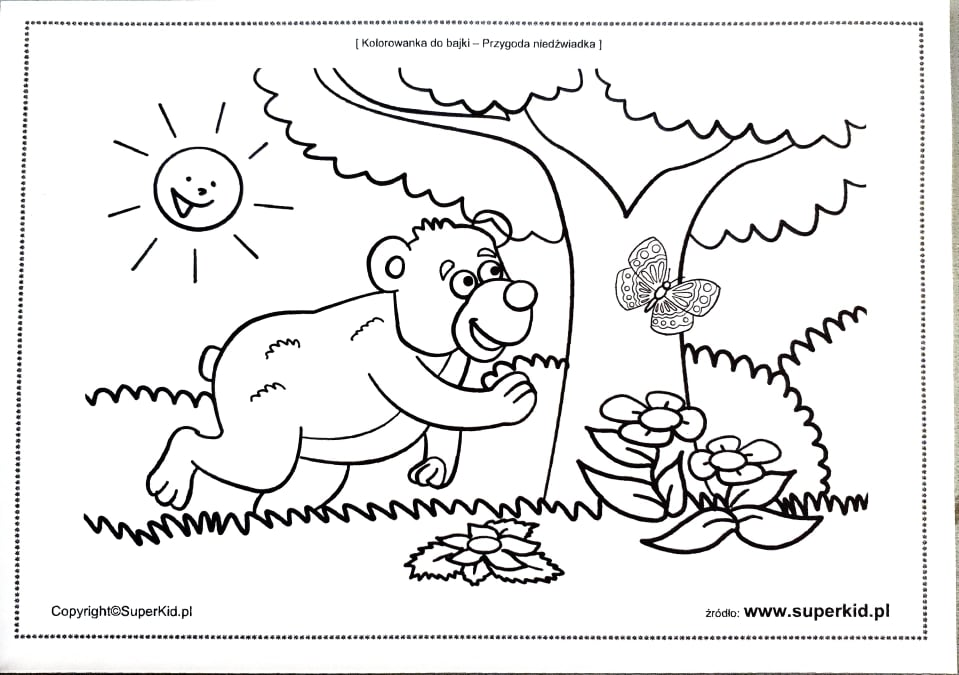 [ Kolorowanka do bajki – Przygoda niedźwiadka ]
Copyright©SuperKid.pl
źródło: www.superkid.pl